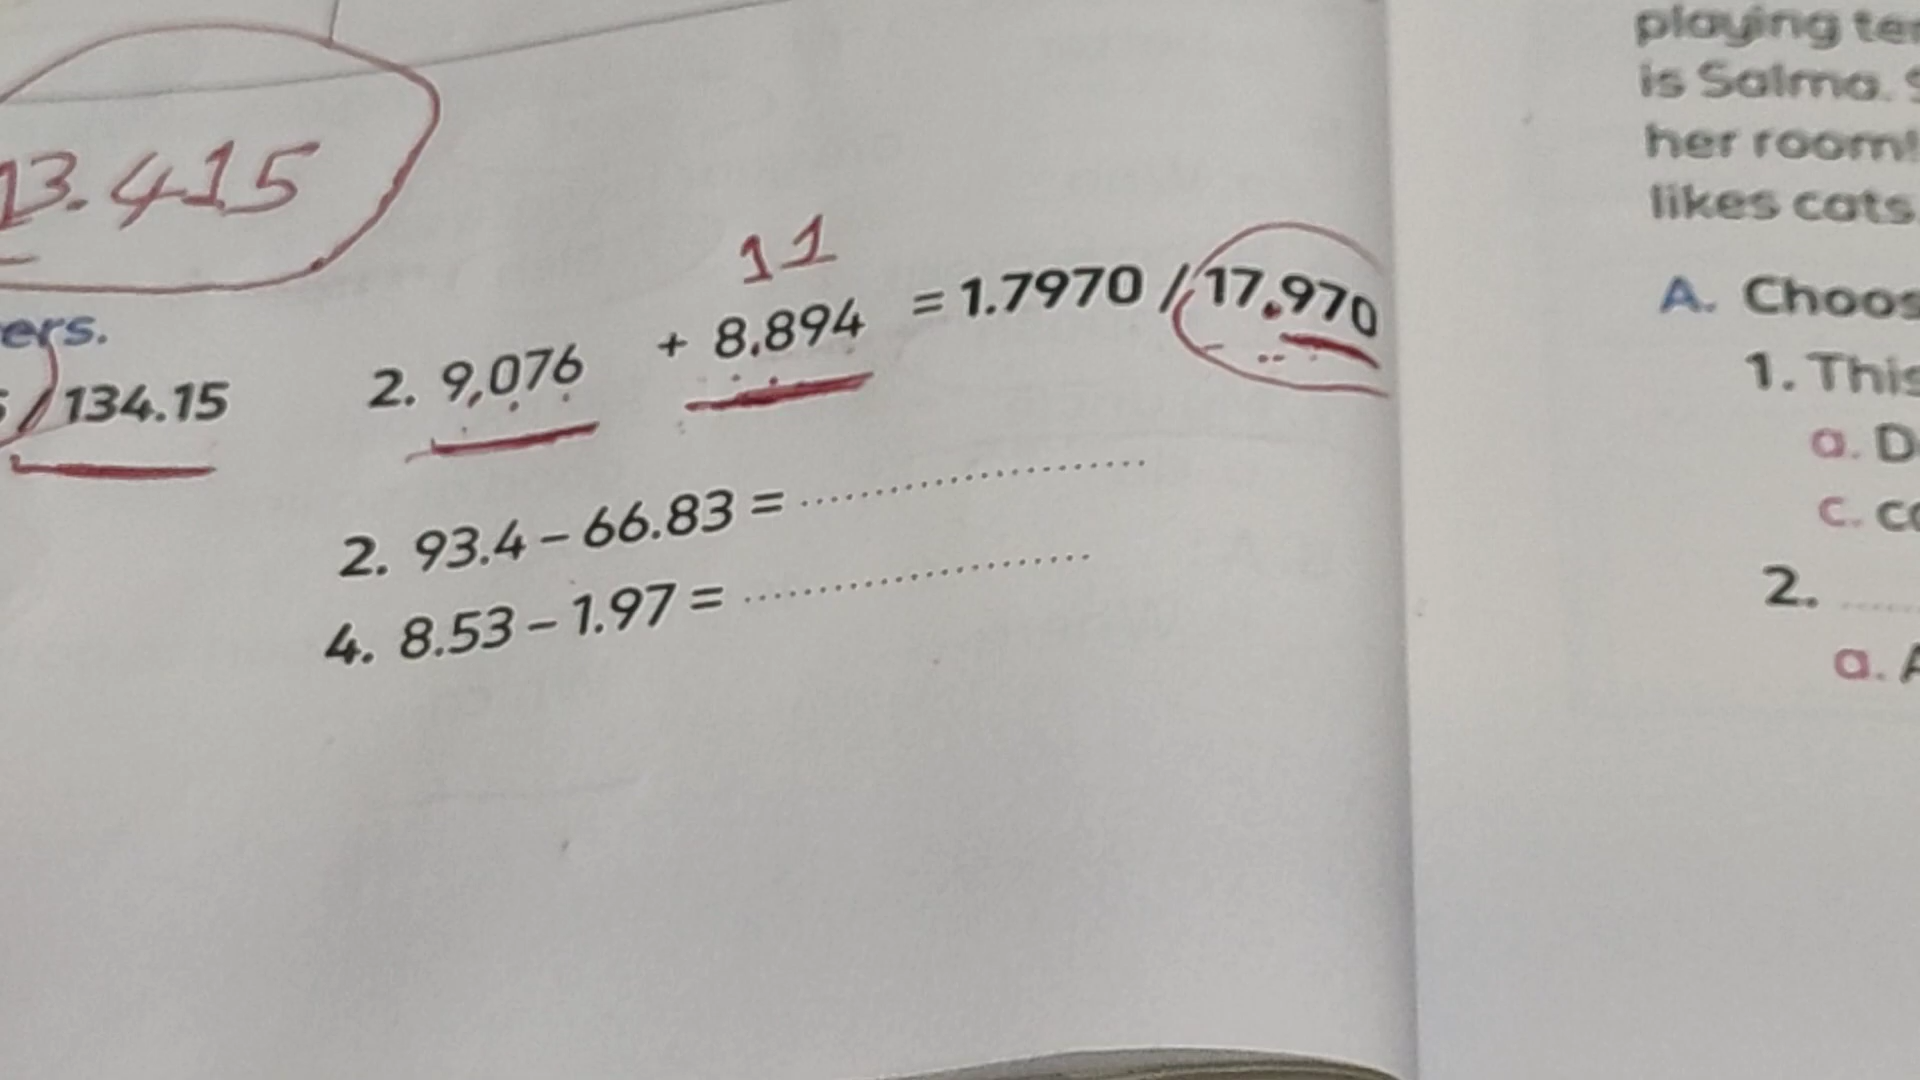 13.415
ers.
134.15
11
2. 9,076 + 8.894 = 1.7970 / 17.970
2. 93.4 – 66.83 = ....................
4. 8.53 – 1.97 = ....................
playing
is Salma.
her room!
likes cats
A. Choos
1. This
a. D
c. co
2. ....
a. A